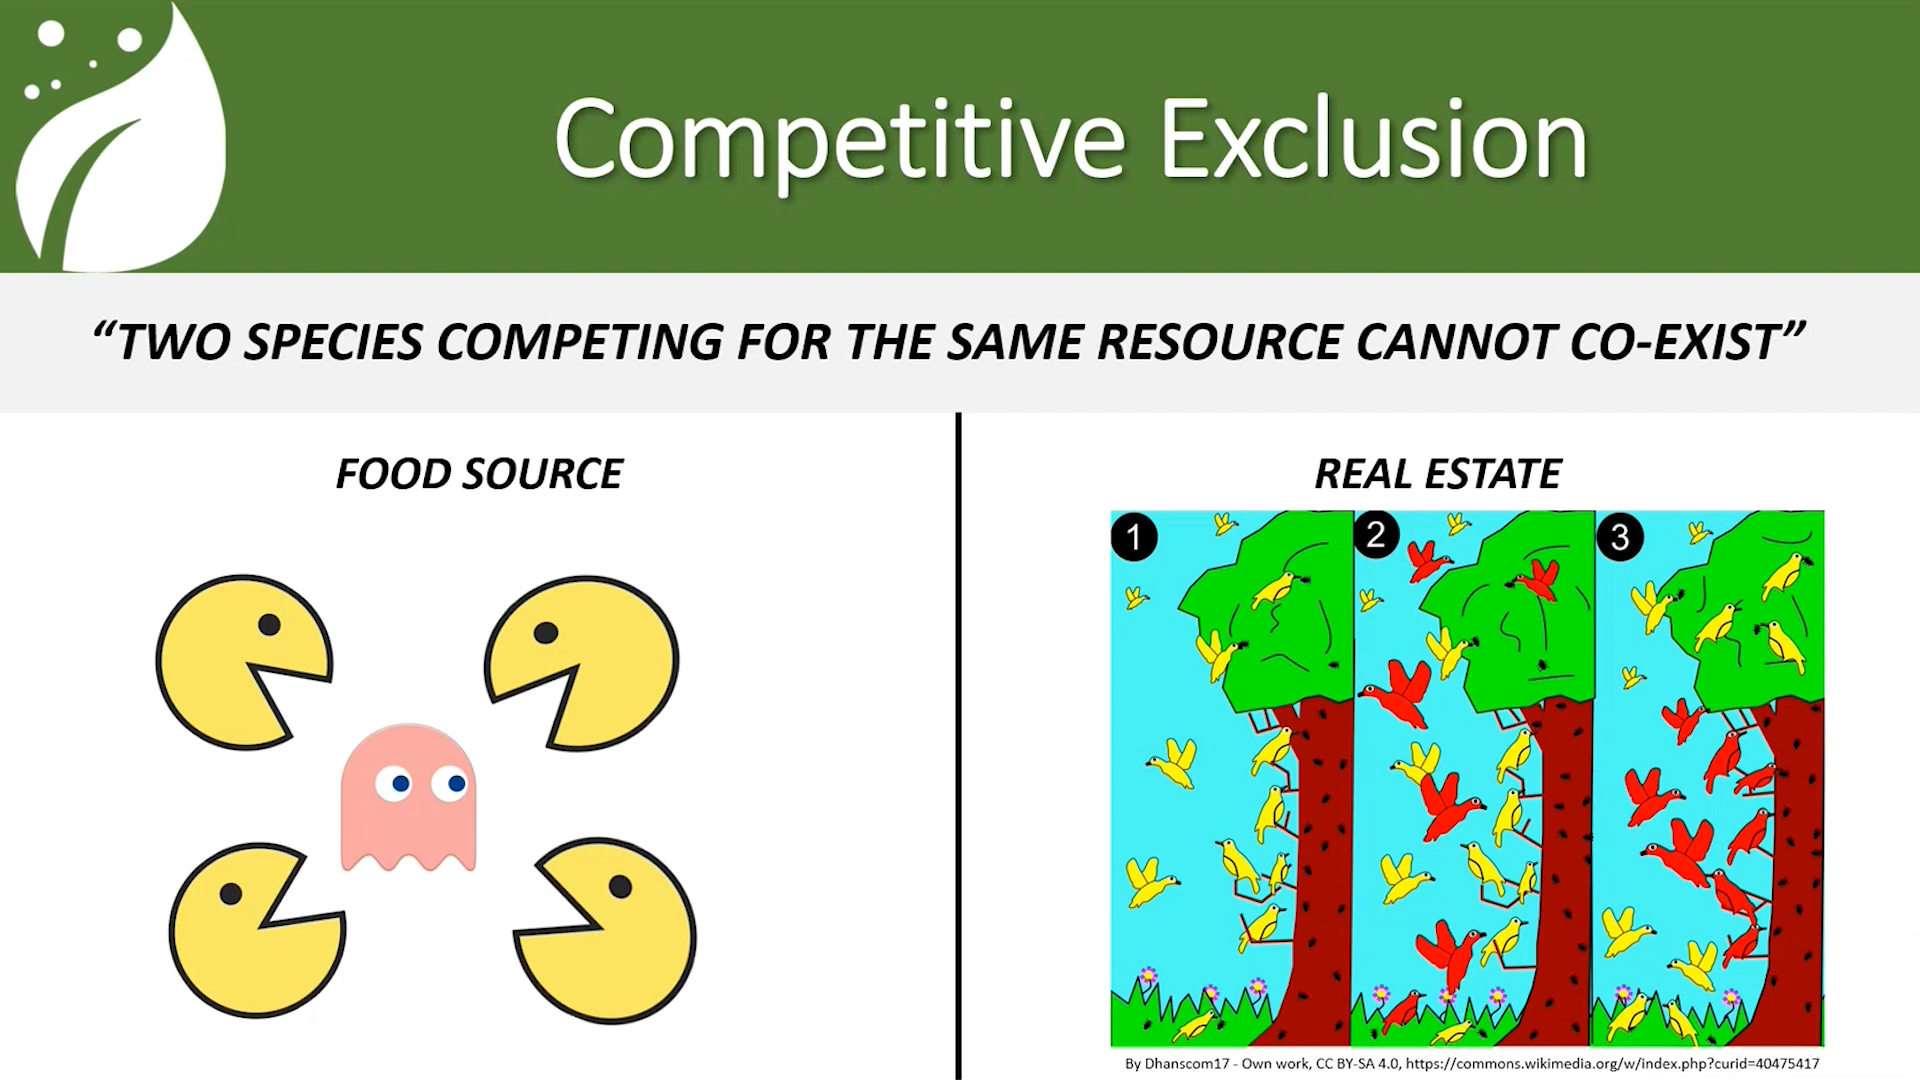 Competitive Exclusion
“TWO SPECIES COMPETING FOR THE SAME RESOURCE CANNOT CO-EXIST”
FOOD SOURCE
REAL ESTATE
1
2
3
By Dhanscom17 - Own work, CC BY-SA 4.0, https://commons.wikimedia.org/w/index.php?curid=40475417